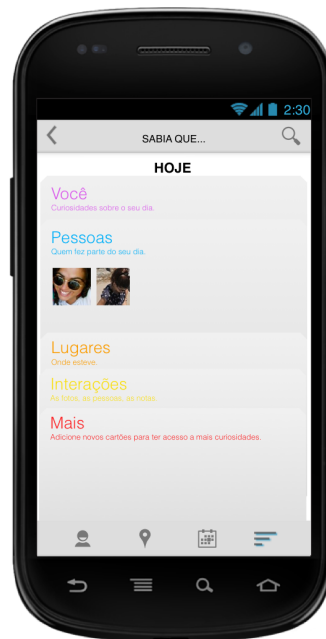 2:30
SABIA QUE...
HOJE
Você
Curiosidades sobre o seu dia.
Pessoas
Quem fez parte do seu dia.
Lugares
Onde esteve.
Interações
As fotos, as pessoas, as notas.
Mais
Adicione novos cartões para ter acesso a mais curiosidades.